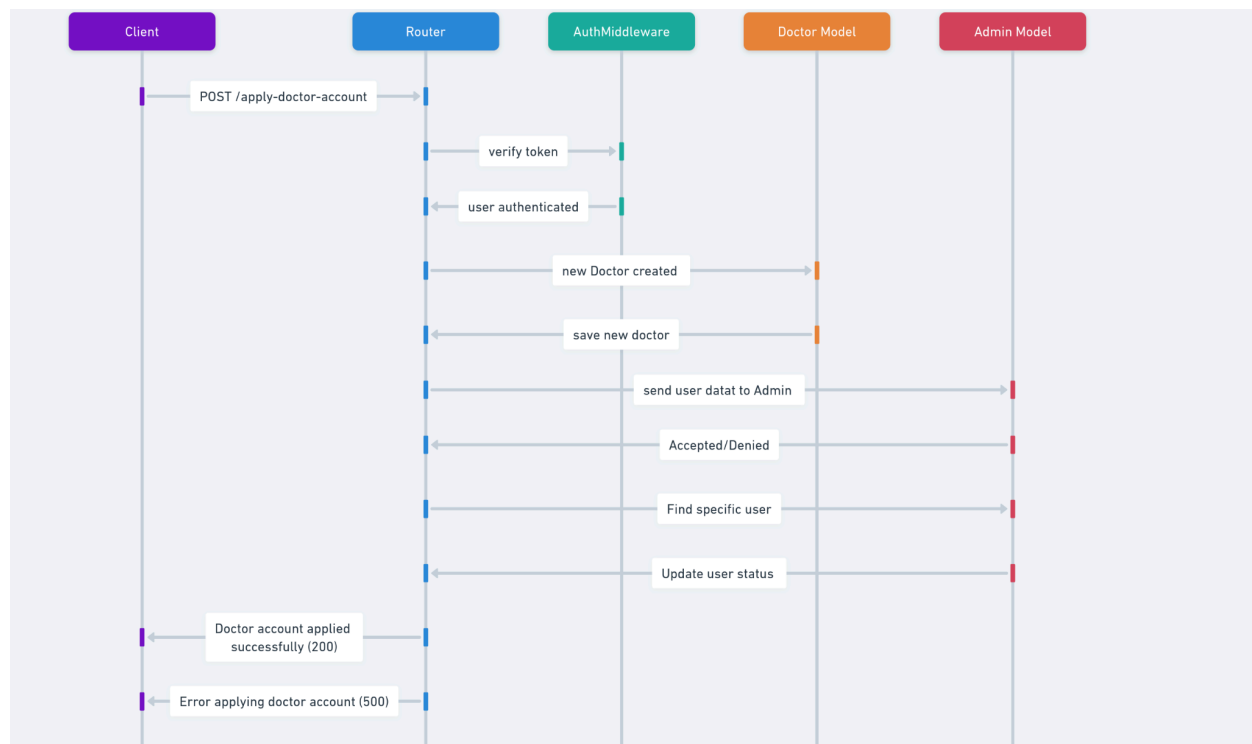 Client
Router
AuthMiddleware
Doctor Model
Admin Model
POST /apply-doctor-account
verify token
user authenticated
new Doctor created
save new doctor
send user datat to Admin
Accepted/Denied
Find specific user
Update user status
Doctor account applied
successfully (200)
Error applying doctor account (500)